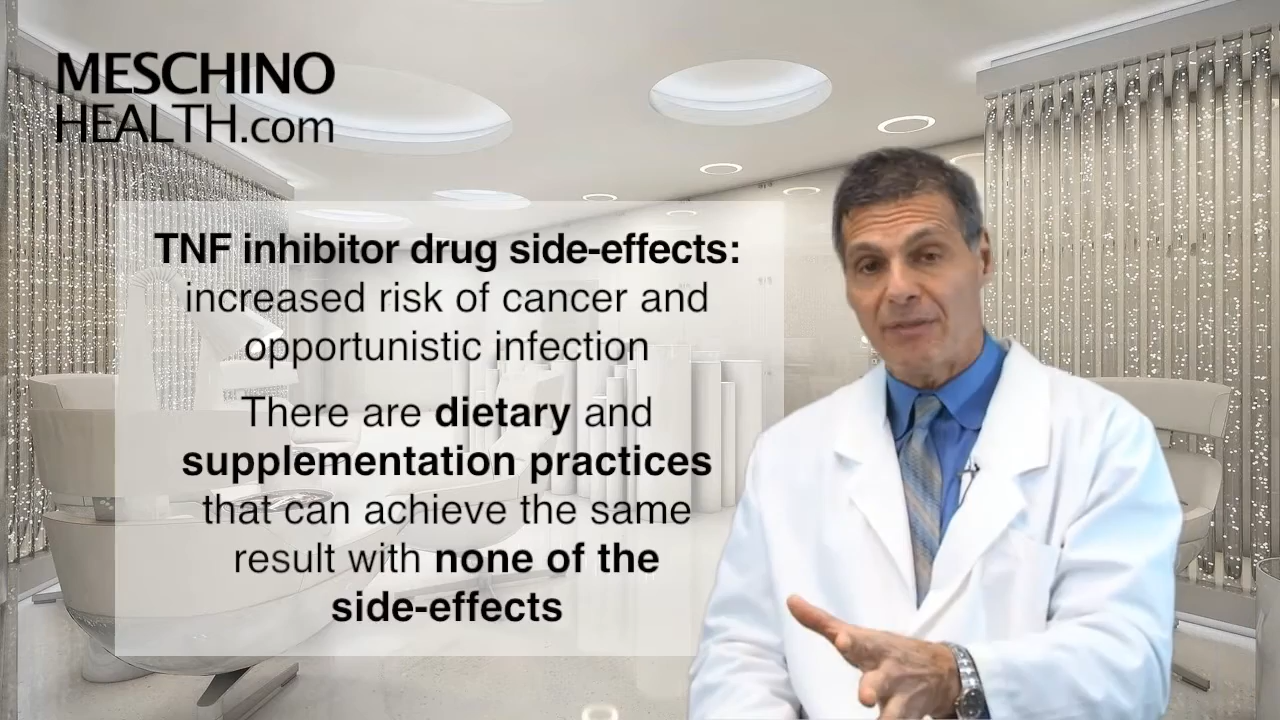 MESCHINO
HEALTH.com
TNF inhibitor drug side-effects:
increased risk of cancer and
opportunistic infection
There are dietary and
supplementation practices
that can achieve the same
result with none of the
side-effects